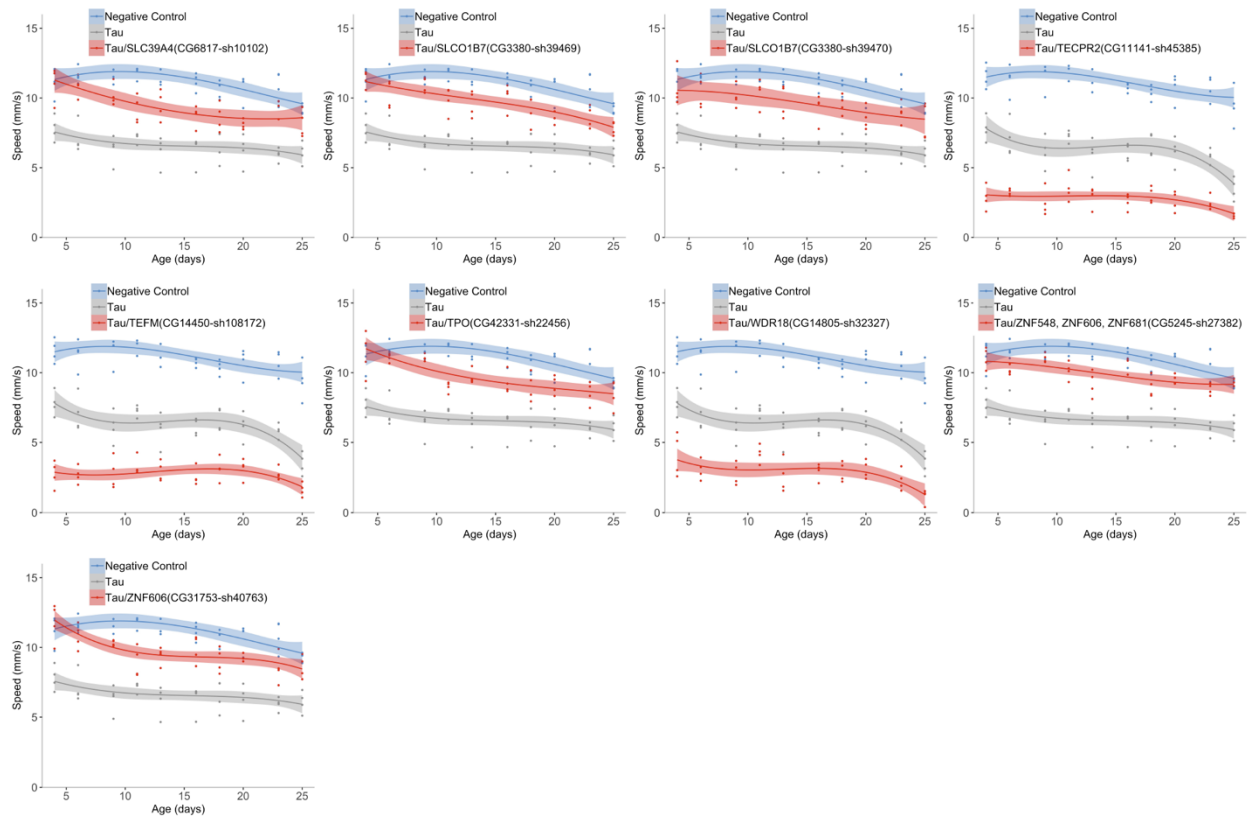 Negative Control
Tau
Tau/SLC39A4(CG6817-sh10102)
15
10
5
0
Speed (mm/s)
5 10 15 20 25
Age (days)
Negative Control
Tau
Tau/SLCO1B7(CG3380-sh39469)
15
10
5
0
Speed (mm/s)
5 10 15 20 25
Age (days)
Negative Control
Tau
Tau/SLCO1B7(CG3380-sh39470)
15
10
5
0
Speed (mm/s)
5 10 15 20 25
Age (days)
Negative Control
Tau
Tau/TECPR2(CG11141-sh45385)
15
10
5
0
Speed (mm/s)
5 10 15 20 25
Age (days)
Negative Control
Tau
Tau/TEFM(CG14450-sh108172)
15
10
5
0
Speed (mm/s)
5 10 15 20 25
Age (days)
Negative Control
Tau
Tau/TPO(CG42331-sh22456)
15
10
5
0
Speed (mm/s)
5 10 15 20 25
Age (days)
Negative Control
Tau
Tau/WDR18(CG14805-sh32327)
15
10
5
0
Speed (mm/s)
5 10 15 20 25
Age (days)
Negative Control
Tau
Tau/ZNF548, ZNF606, ZNF681(CG5245-sh27382)
15
10
5
0
Speed (mm/s)
5 10 15 20 25
Age (days)
Negative Control
Tau
Tau/ZNF606(CG31753-sh40763)
15
10
5
0
Speed (mm/s)
5 10 15 20 25
Age (days)